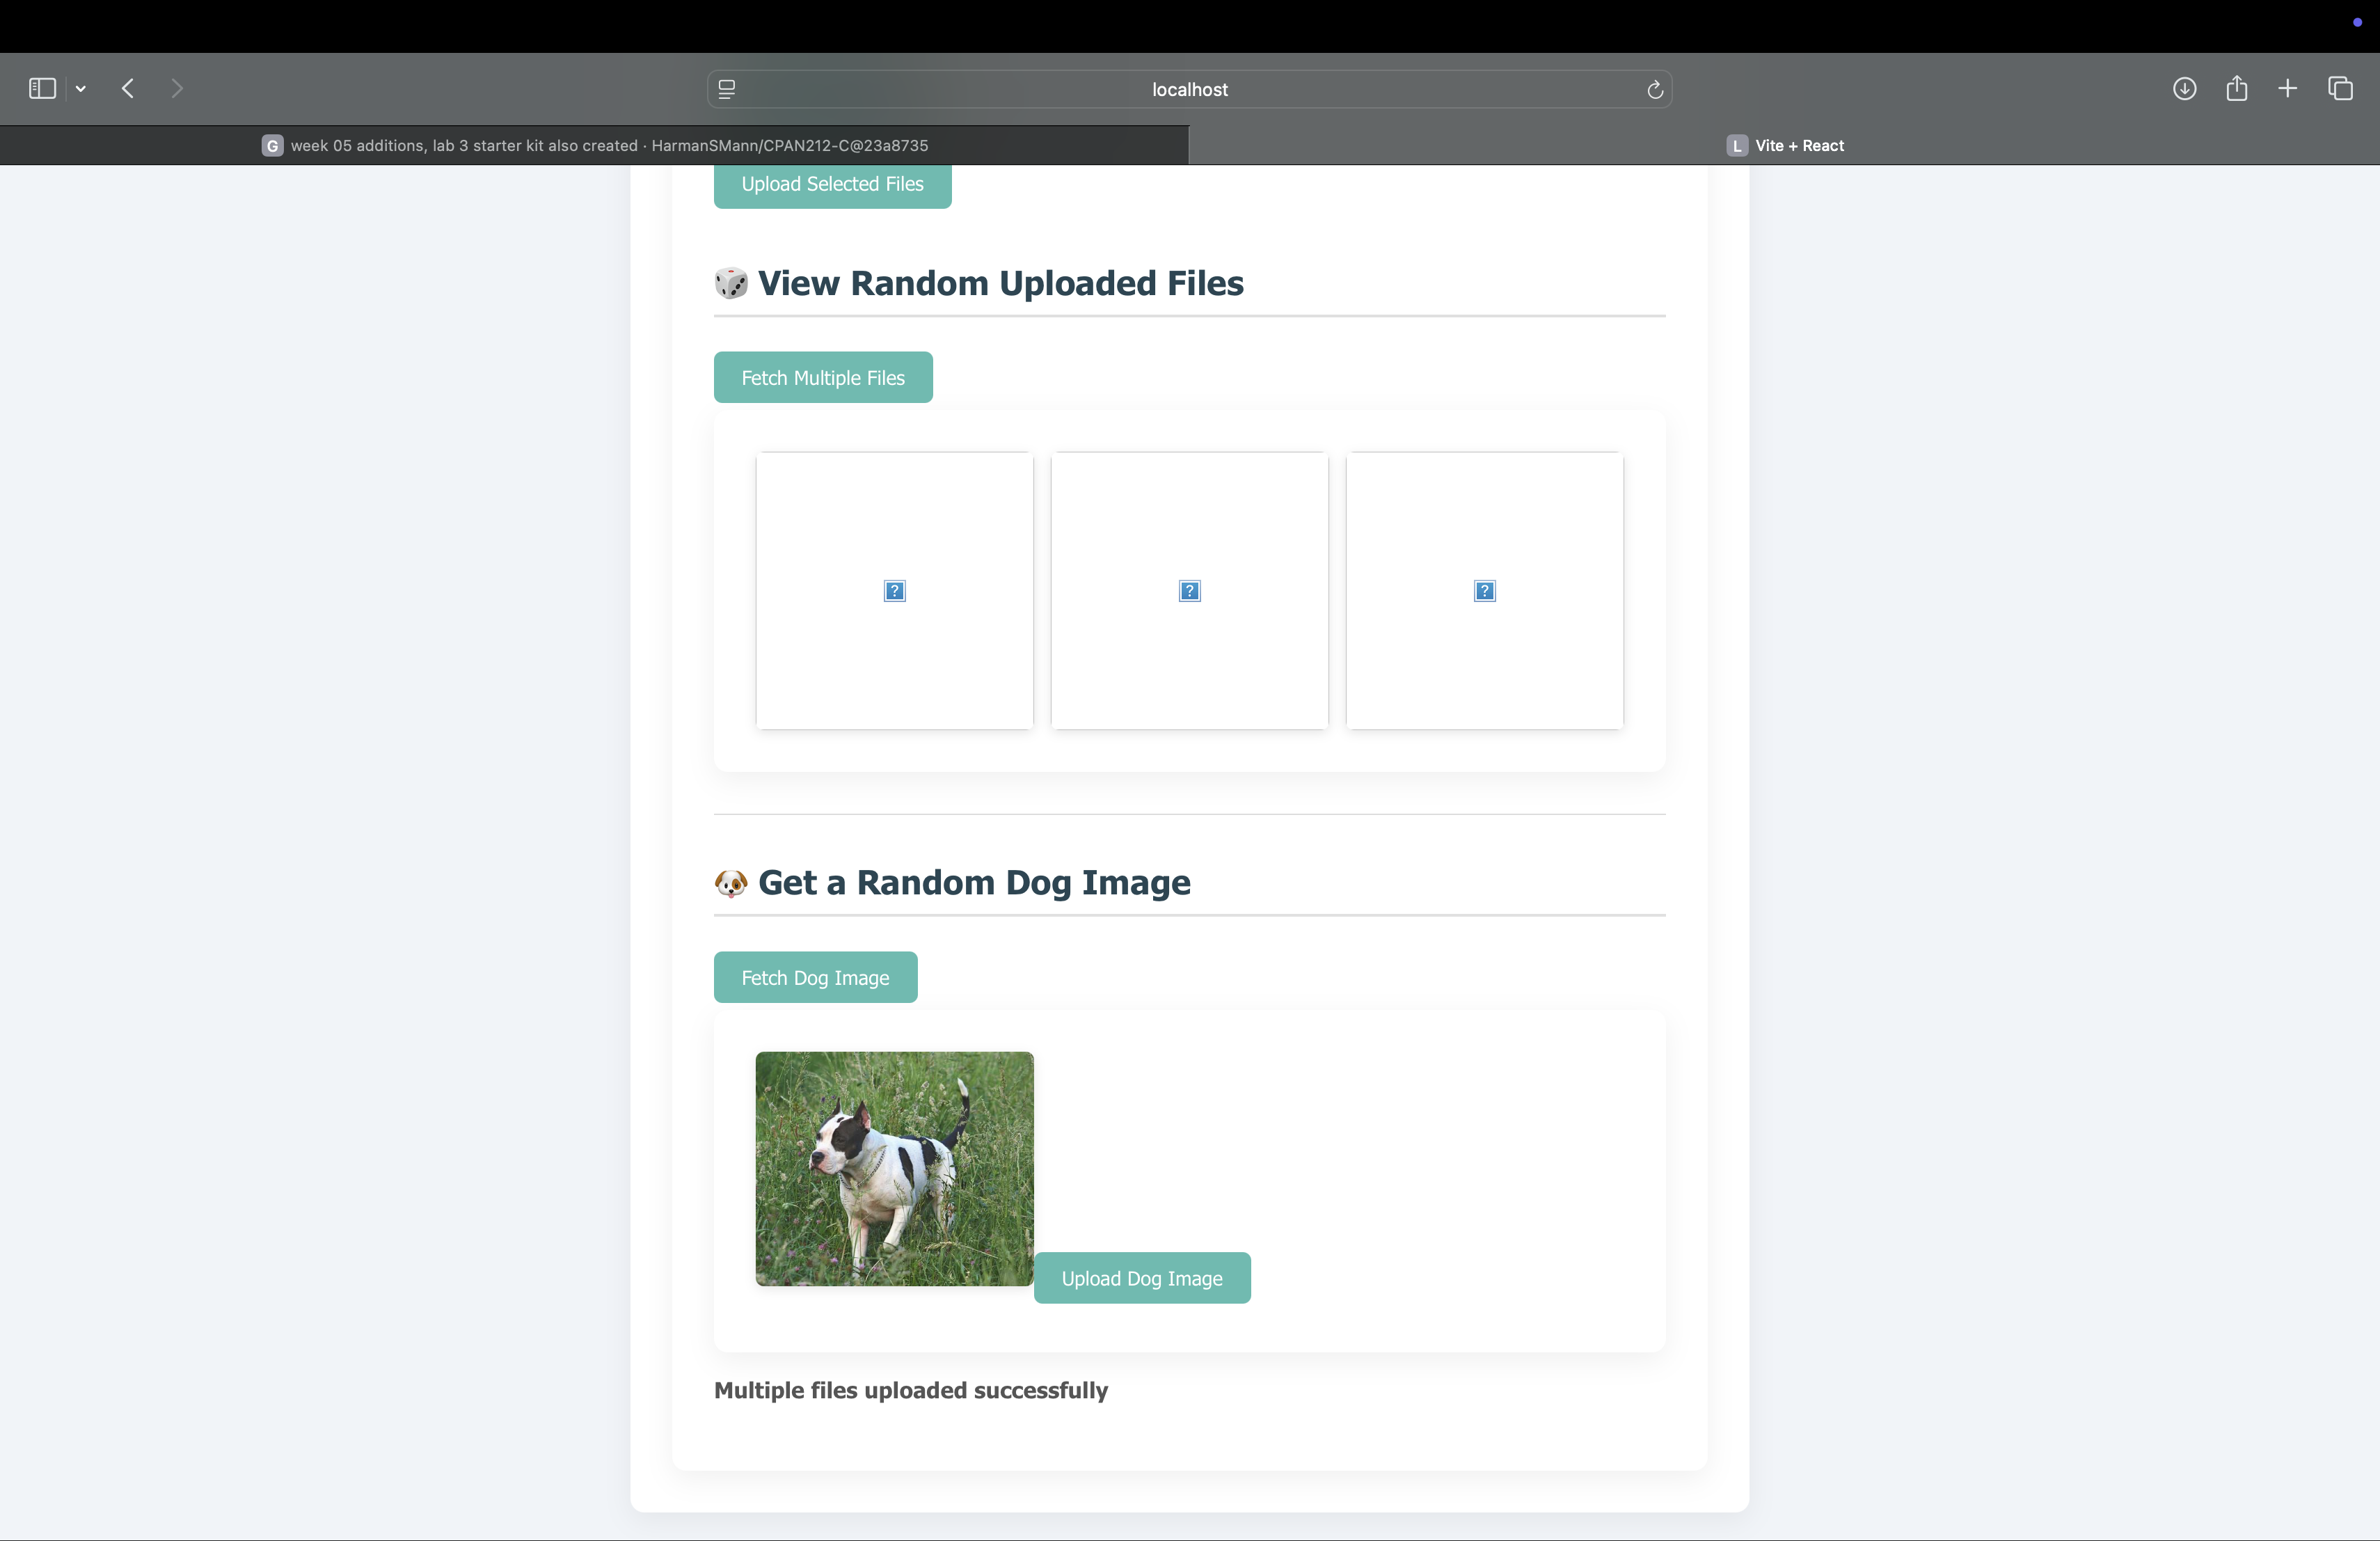 localhost
G week 05 additions, lab 3 starter kit also created · HarmanSMann/CPAN212-C@23a8735
L Vite + React
Upload Selected Files
View Random Uploaded Files
Fetch Multiple Files
? ? ?
Get a Random Dog Image
Fetch Dog Image
Upload Dog Image
Multiple files uploaded successfully